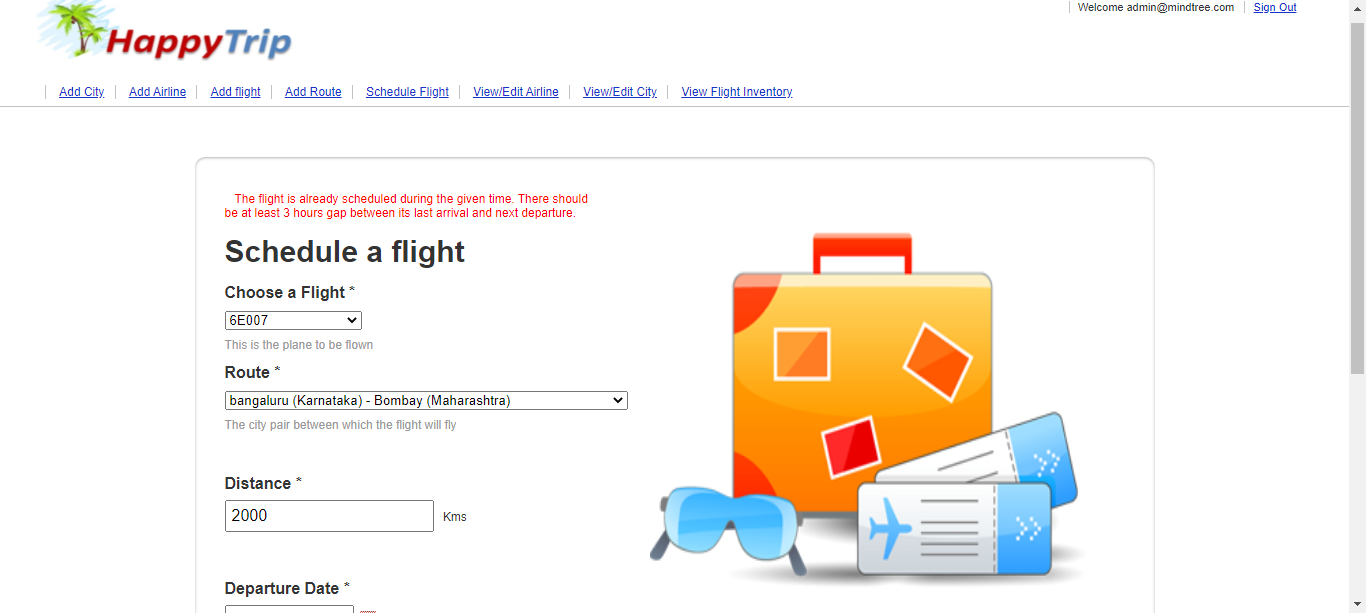 Welcome admin@mindtree.com Sign Out
HappyTrip
Add City Add Airline Add flight Add Route Schedule Flight View/Edit Airline View/Edit City View Flight Inventory
The flight is already scheduled during the given time. There should
be at least 3 hours gap between its last arrival and next departure.
Schedule a flight
Choose a Flight *
6E007
This is the plane to be flown
Route *
bangaluru (Karnataka) - Bombay (Maharashtra)
The city pair between which the flight will fly
Distance *
2000 Kms
Departure Date *